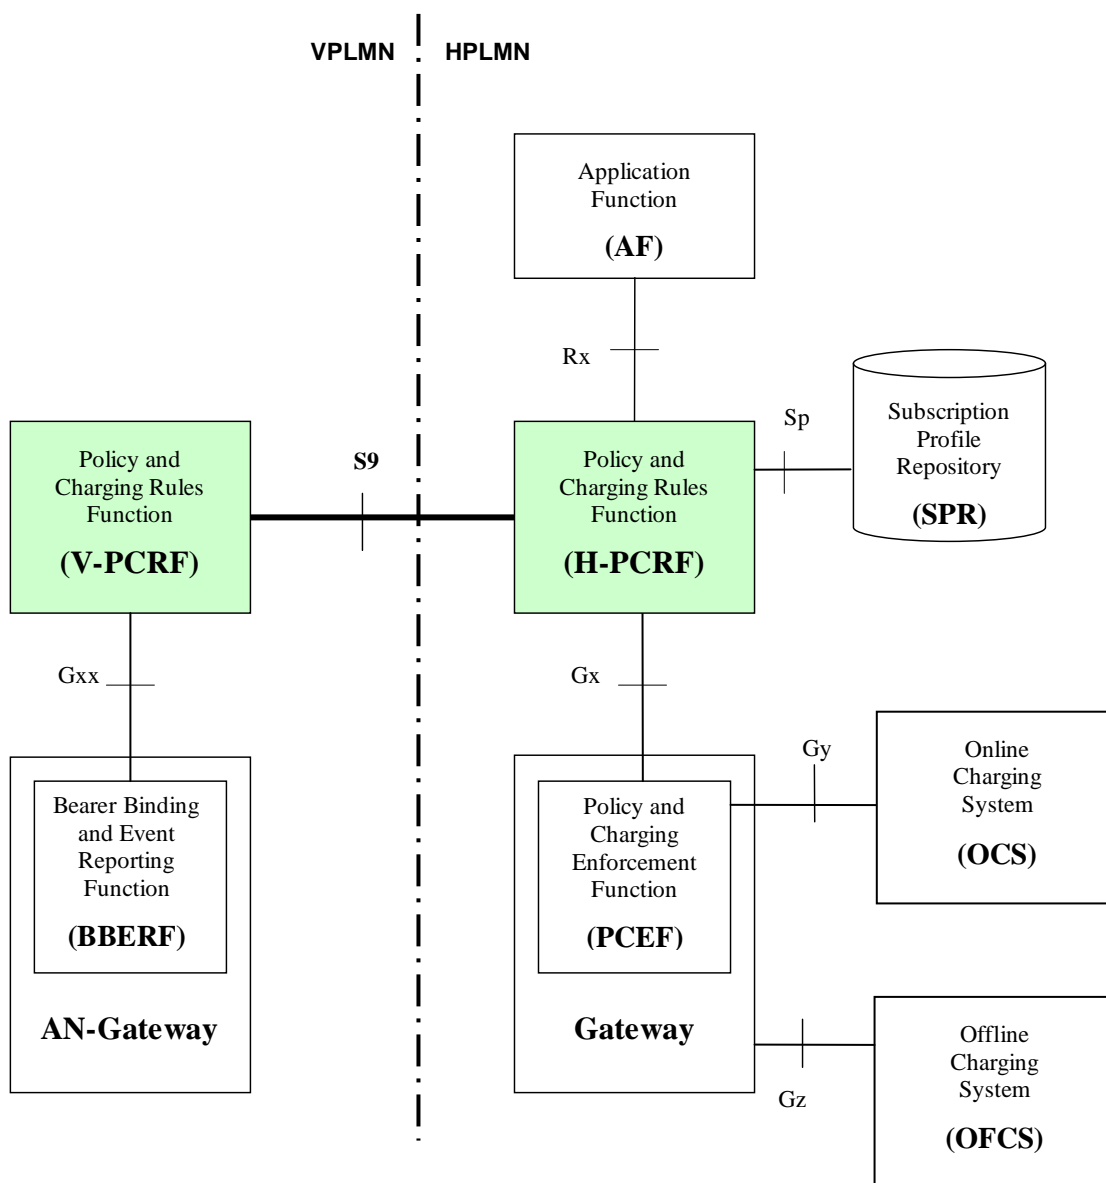 VPLMN
HPLMN
Application
Function
(AF)
Rx
Policy and
Charging Rules
Function
(V-PCRF)
S9
Policy and
Charging Rules
Function
(H-PCRF)
Sp
Subscription
Profile
Repository
(SPR)
Gxx
Gx
Bearer Binding
and Event
Reporting
Function
(BBERF)
AN-Gateway
Policy and
Charging
Enforcement
Function
(PCEF)
Gateway
Gy
Online
Charging
System
(OCS)
Gz
Offline
Charging
System
(OFCS)